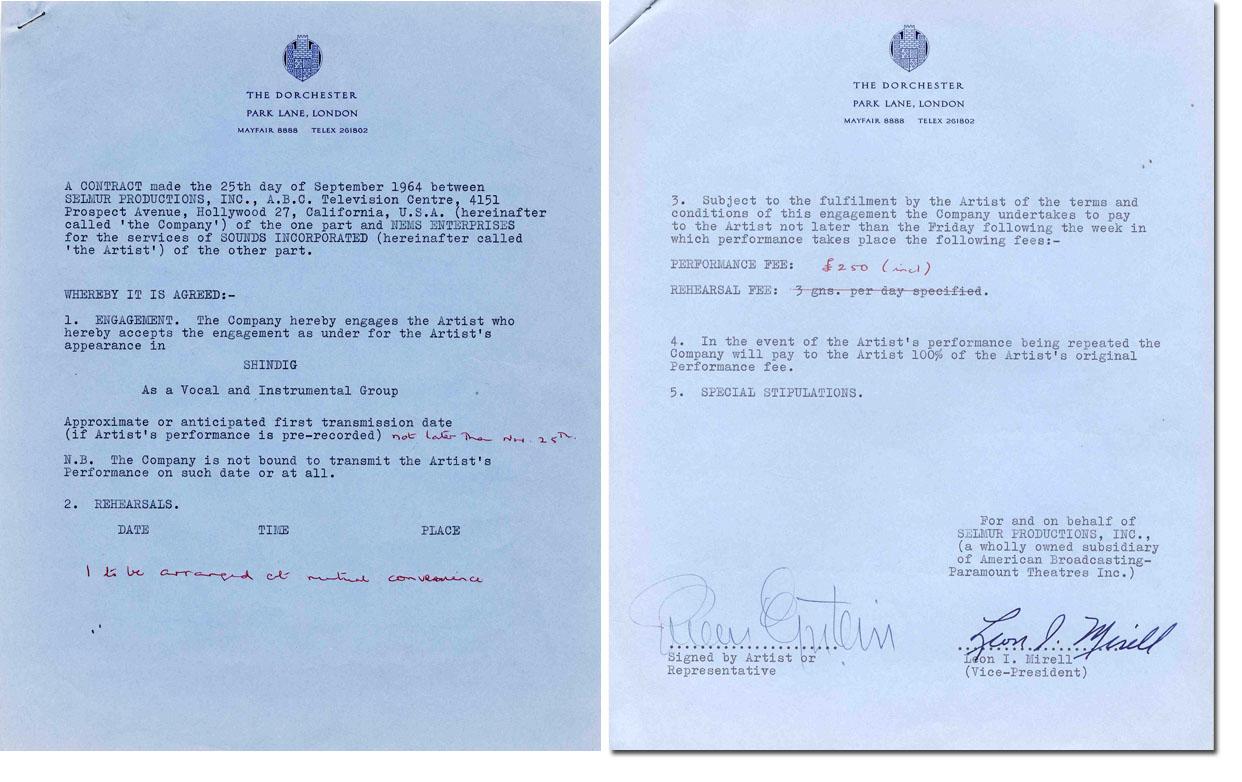 THE DORCHESTER
PARK LANE, LONDON
MAYFAIR 8888 TELEX 261802
A CONTRACT made the 25th day of September 1964 between
SELMUR PRODUCTIONS, INC., A.B.C. Television Centre, 4151
Prospect Avenue, Hollywood 27, California, U.S.A. (hereinafter
called 'the Company') of the one part and NEMS ENTERPRISES
for the services of SOUNDS INCORPORATED (hereinafter called
'the Artist') of the other part.
WHEREBY IT IS AGREED:-
1. ENGAGEMENT. The Company hereby engages the Artist who
hereby accepts the engagement as under for the Artist's
appearance in
SHINDIG
As a Vocal and Instrumental Group
Approximate or anticipated first transmission date
(if Artist's performance is pre-recorded) not later than Nov. 25th.
N.B. The Company is not bound to transmit the Artist's
Performance on such date or at all.
2. REHEARSALS.
DATE TIME PLACE
1 to be arranged at mutual convenience
THE DORCHESTER
PARK LANE, LONDON
MAYFAIR 8888 TELEX 261802
3. Subject to the fulfilment by the Artist of the terms and
conditions of this engagement the Company undertakes to pay
to the Artist not later than the Friday following the week in
which performance takes place the following fees:-
PERFORMANCE FEE: £250 (incl)
REHEARSAL FEE: 3 gns. per day specified.
4. In the event of the Artist's performance being repeated the
Company will pay to the Artist 100% of the Artist's original
Performance fee.
5. SPECIAL STIPULATIONS.
For and on behalf of
SELMUR PRODUCTIONS, INC.,
(a wholly owned subsidiary
of American Broadcasting-
Paramount Theatres Inc.)
Epstein
Leon I. Mirell
Signed by Artist or
Representative
Leon I. Mirell
(Vice-President)